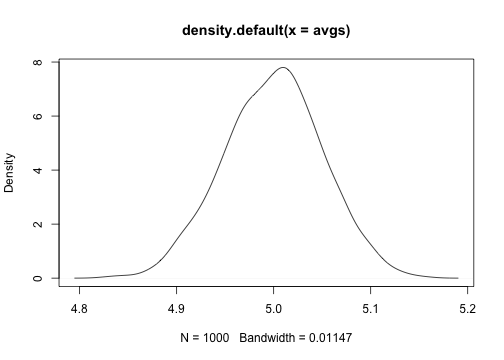 density.default(x = avgs)
Density
8
6
4
2
0
4.8 4.9 5.0 5.1 5.2
N = 1000 Bandwidth = 0.01147